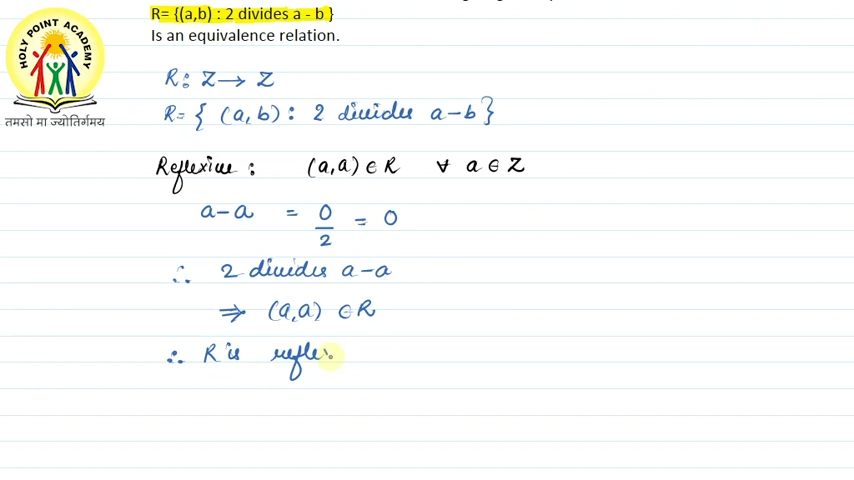 R= {(a,b) : 2 divides a - b }
Is an equivalence relation.
HOLY POINT ACADEMY
तमसो मा ज्योतिर्गमय
R: Z → Z
R= { (a, b) : 2 divides a-b }
Reflexive : (a,a) ∈ R ∀ a ∈ Z
a-a = 0/2 = 0
∴ 2 divides a-a
⇒ (a,a) ∈ R
∴ R is reflex